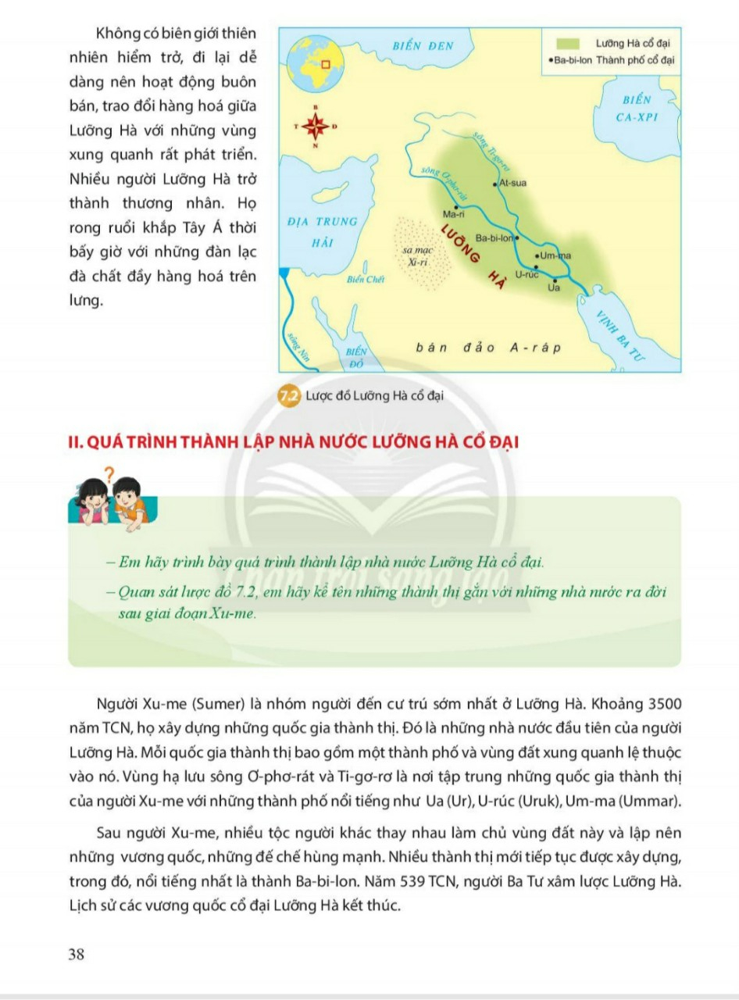 Không có biên giới thiên
nhiên hiểm trở, đi lại dễ
dàng nên hoạt động buôn
bán, trao đổi hàng hoá giữa
Lưỡng Hà với những vùng
xung quanh rất phát triển.
Nhiều người Lưỡng Hà trở
thành thương nhân. Họ
rong ruổi khắp Tây Á thời
bấy giờ với những đàn lạc
đà chất đầy hàng hoá trên
lưng.
BIỂN ĐEN
Lưỡng Hà cổ đại
Ba-bi-lon Thành phố cổ đại
BIỂN
CA-XPI
B
T
Đ
N
sông Ti-gơ-rơ
sông Ơ-phơ-rát
At-sua
Ma-ri
ĐỊA TRUNG
HẢI
LƯỠNG HÀ
Ba-bi-lon
sa mạc
Xi-ri
Um-ma
U-rúc
Ua
Biển Chết
VỊNH BA TƯ
sông Nin
BIỂN
ĐỎ
bán đảo A-ráp
7.2 Lược đồ Lưỡng Hà cổ đại
II. QUÁ TRÌNH THÀNH LẬP NHÀ NƯỚC LƯỠNG HÀ CỔ ĐẠI
?
– Em hãy trình bày quá trình thành lập nhà nước Lưỡng Hà cổ đại.
– Quan sát lược đồ 7.2, em hãy kể tên những thành thị gắn với những nhà nước ra đời
sau giai đoạn Xu-me.
Chân trời sáng tạo
Người Xu-me (Sumer) là nhóm người đến cư trú sớm nhất ở Lưỡng Hà. Khoảng 3500
năm TCN, họ xây dựng những quốc gia thành thị. Đó là những nhà nước đầu tiên của người
Lưỡng Hà. Mỗi quốc gia thành thị bao gồm một thành phố và vùng đất xung quanh lệ thuộc
vào nó. Vùng hạ lưu sông Ơ-phơ-rát và Ti-gơ-rơ là nơi tập trung những quốc gia thành thị
của người Xu-me với những thành phố nổi tiếng như Ua (Ur), U-rúc (Uruk), Um-ma (Ummar).
Sau người Xu-me, nhiều tộc người khác thay nhau làm chủ vùng đất này và lập nên
những vương quốc, những đế chế hùng mạnh. Nhiều thành thị mới tiếp tục được xây dựng,
trong đó, nổi tiếng nhất là thành Ba-bi-lon. Năm 539 TCN, người Ba Tư xâm lược Lưỡng Hà.
Lịch sử các vương quốc cổ đại Lưỡng Hà kết thúc.
38